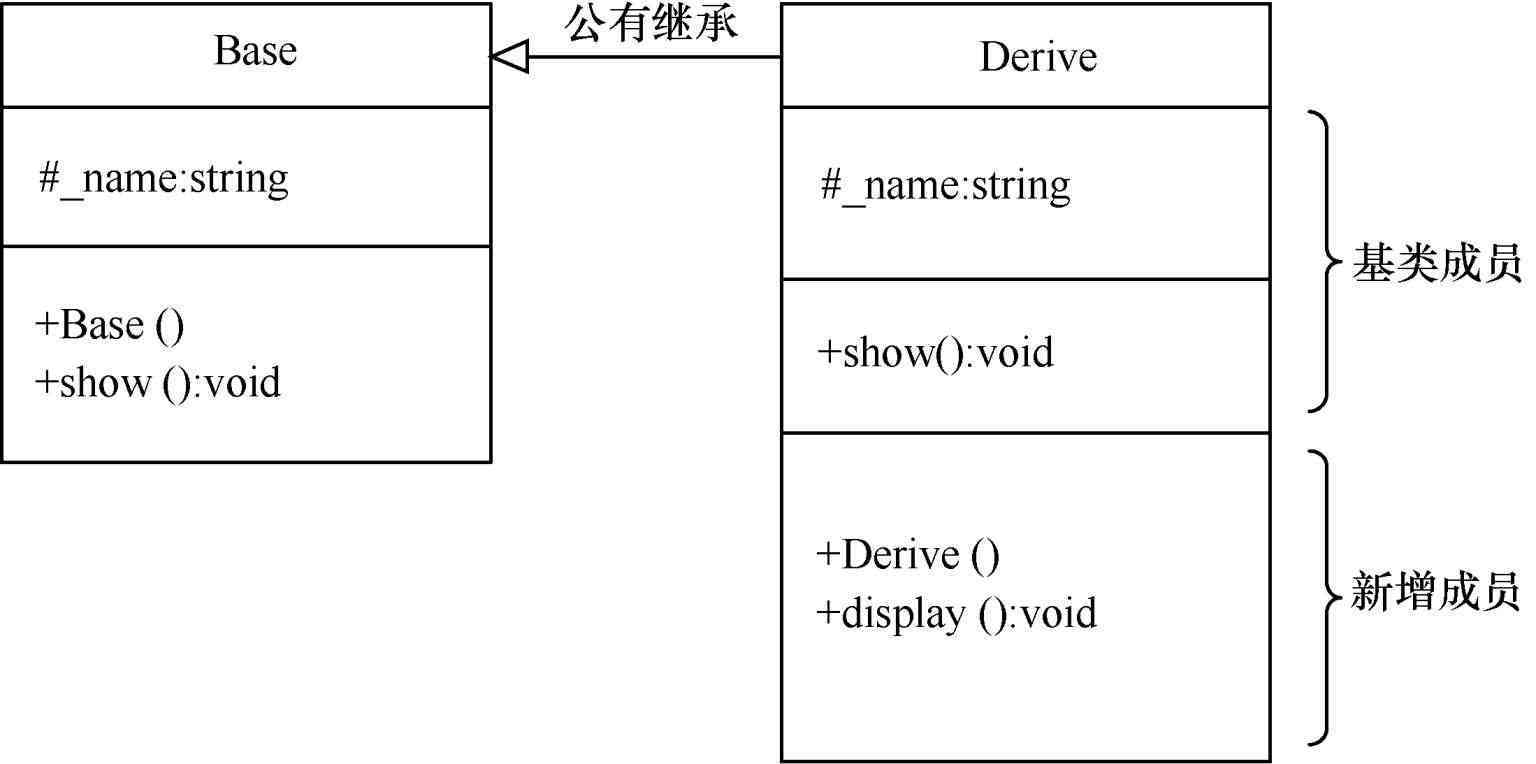 Base
#_name:string
+Base ()
+show ():void
公有继承
Derive
#_name:string
+show():void
+Derive ()
+display ():void
基类成员
新增成员